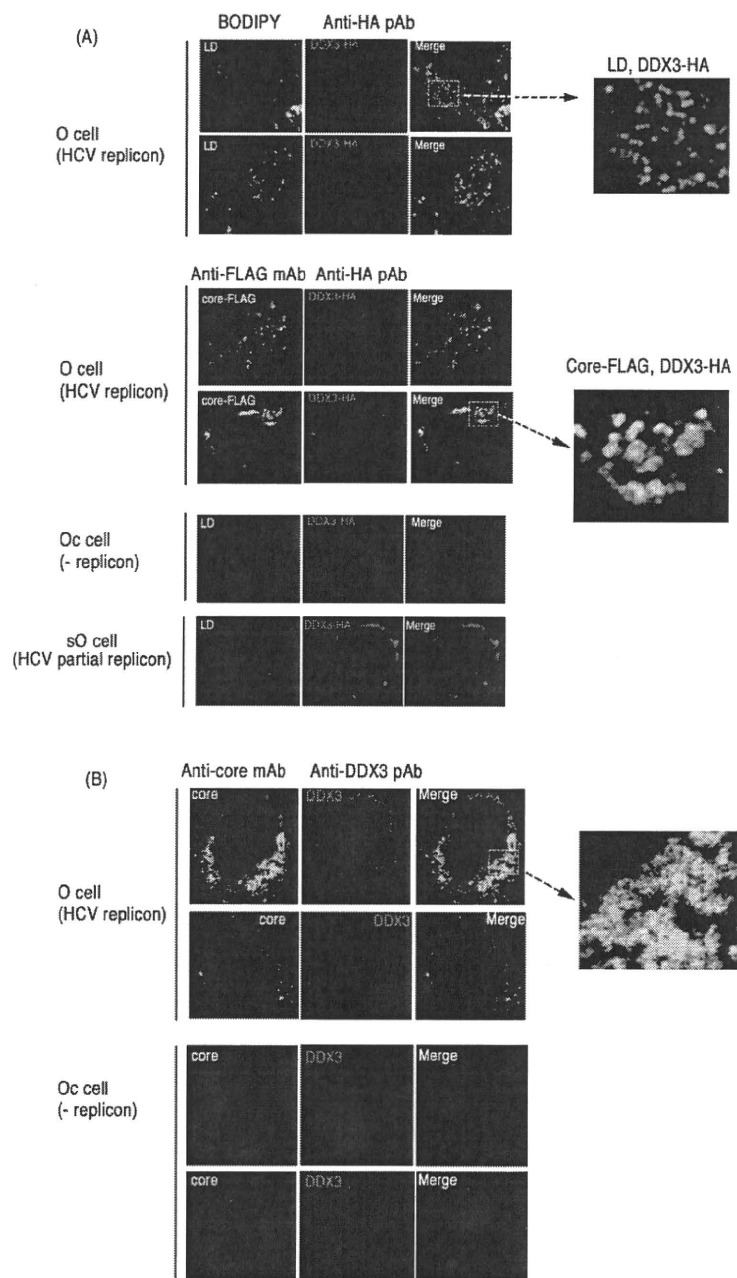 (A)
BODIPY Anti-HA pAb
LD DDX3-HA Merge
LD, DDX3-HA
O cell
(HCV replicon)
LD DDX3-HA Merge
Anti-FLAG mAb Anti-HA pAb
core-FLAG DDX3-HA Merge
O cell
(HCV replicon)
Core-FLAG, DDX3-HA
core-FLAG DDX3-HA Merge
Oc cell
(- replicon)
LD DDX3-HA Merge
sO cell
(HCV partial replicon)
LD DDX3-HA Merge
(B)
Anti-core mAb Anti-DDX3 pAb
core DDX3 Merge
O cell
(HCV replicon)
core DDX3 Merge
Oc cell
(- replicon)
core DDX3 Merge
core DDX3 Merge